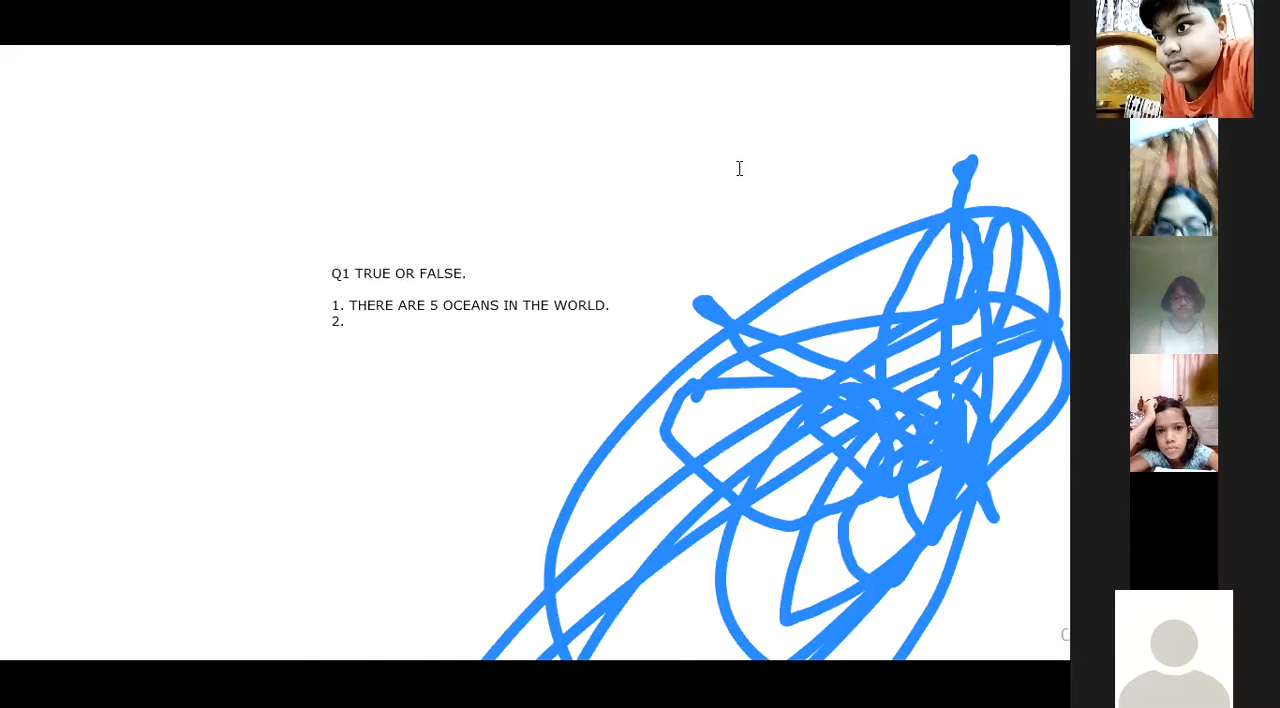 Q1 TRUE OR FALSE.
1. THERE ARE 5 OCEANS IN THE WORLD.
2.